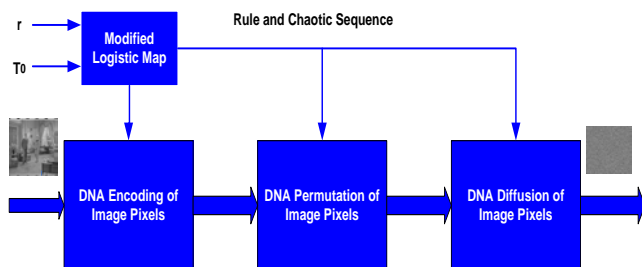 Rule and Chaotic Sequence
r
T0
Modified
Logistic Map
DNA Encoding of
Image Pixels
DNA Permutation of
Image Pixels
DNA Diffusion of
Image Pixels